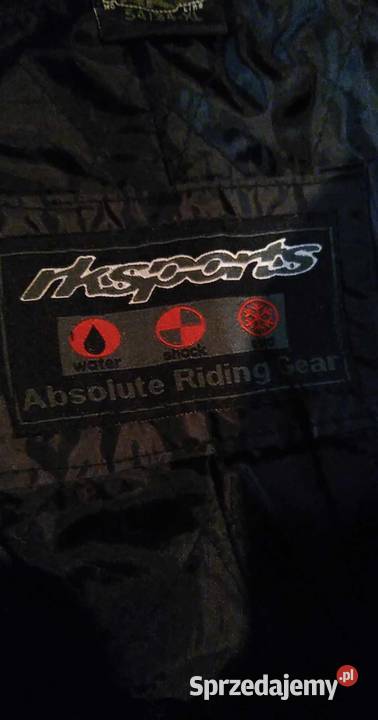 rksports
water shock
Absolute Riding Gear
Sprzedajemy.pl